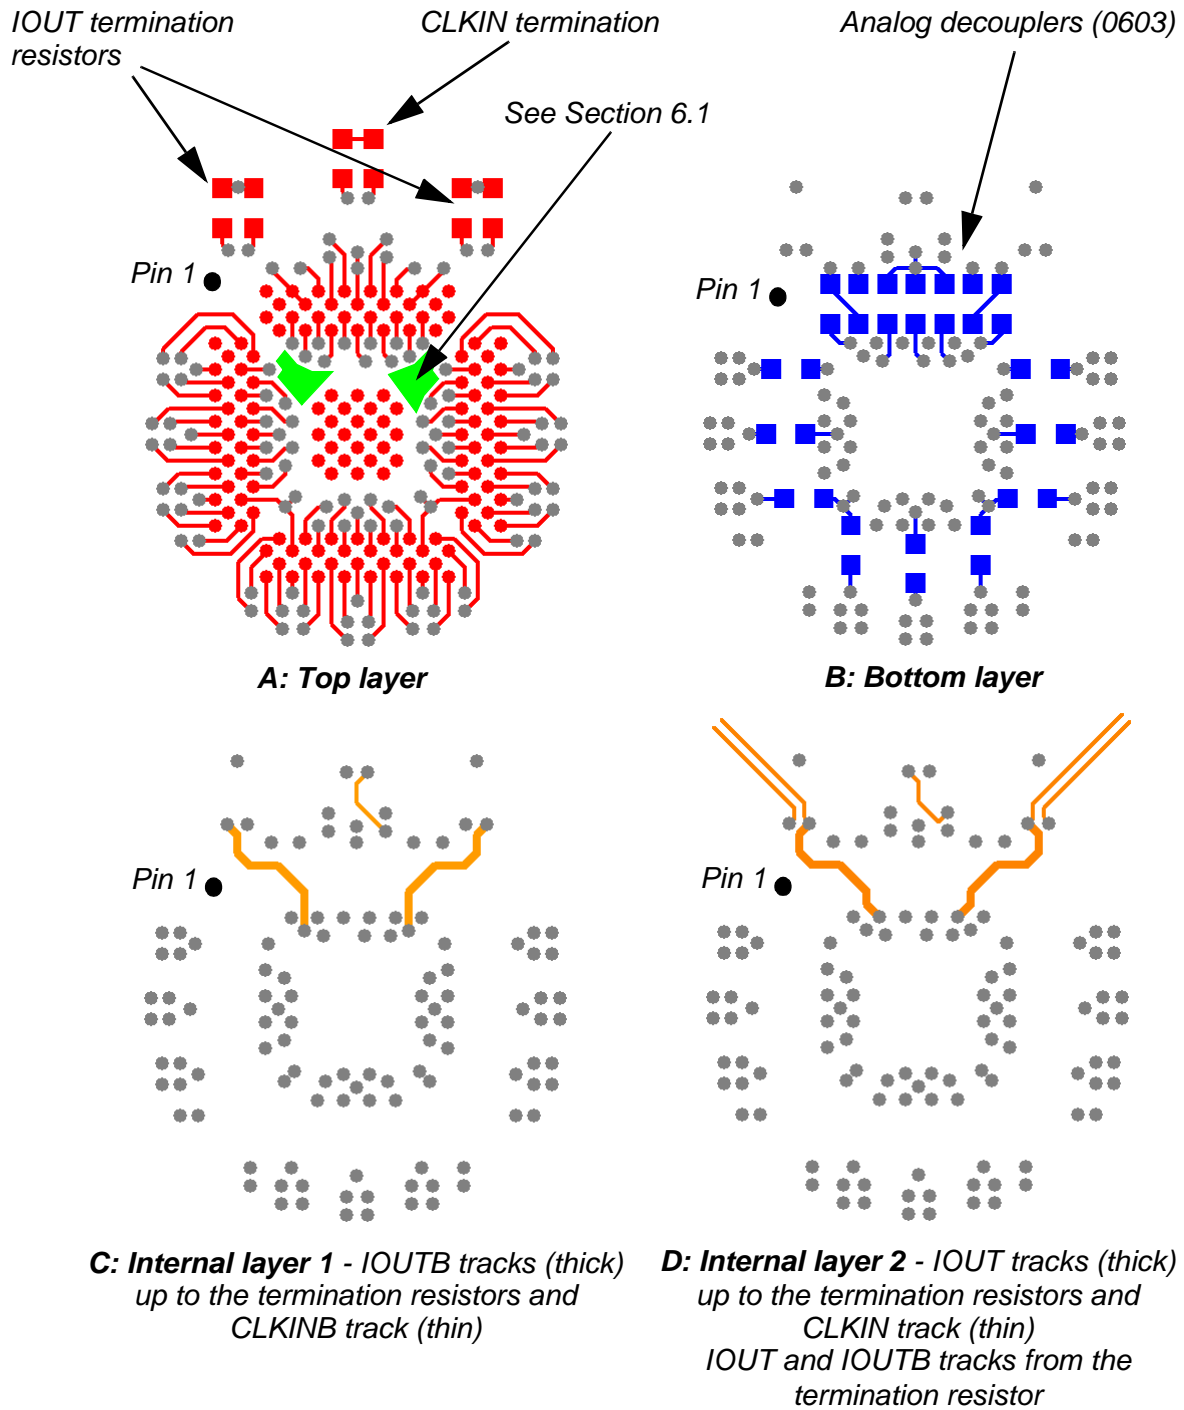 IOUT termination
resistors
CLKIN termination
Analog decouplers (0603)
See Section 6.1
Pin 1
Pin 1
A: Top layer
B: Bottom layer
Pin 1
Pin 1
C: Internal layer 1 - IOUTB tracks (thick)
up to the termination resistors and
CLKINB track (thin)
D: Internal layer 2 - IOUT tracks (thick)
up to the termination resistors and
CLKIN track (thin)
IOUT and IOUTB tracks from the
termination resistor